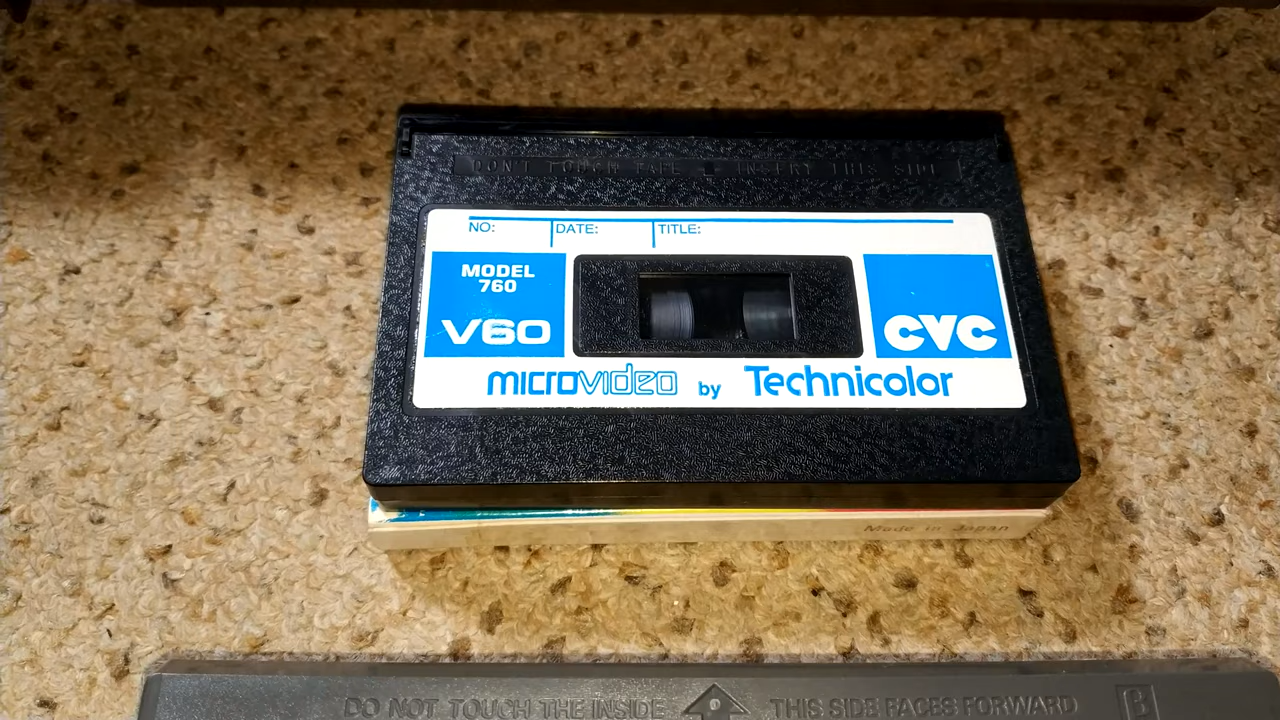 DON'T TOUCH TAPE INSERT THIS SIDE
NO: DATE: TITLE:
MODEL
760
V60
CVC
microvideo by Technicolor
Made in Japan
DO NOT TOUCH THE INSIDE THIS SIDE FACES FORWARD B